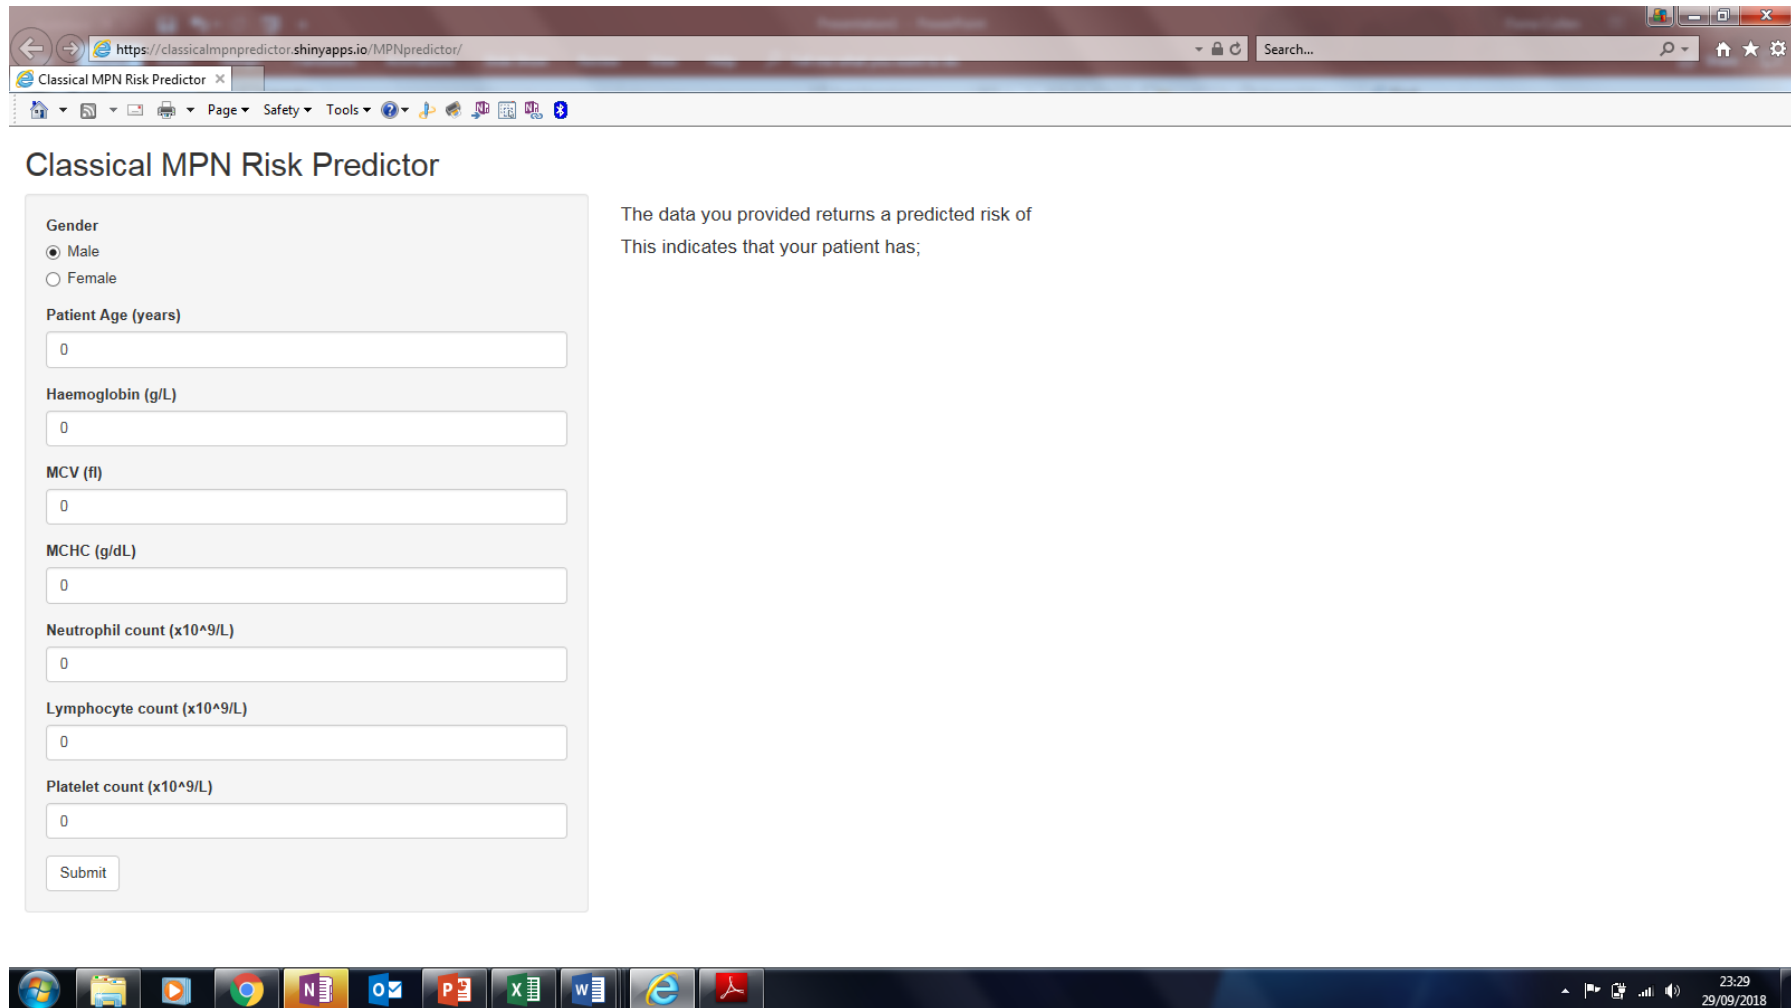 https://classicalmpnpredictor.shinyapps.io/MPNpredictor/
Search...
Classical MPN Risk Predictor
Page Safety Tools
Classical MPN Risk Predictor
Gender
Male
Female
Patient Age (years)
0
Haemoglobin (g/L)
0
MCV (fl)
0
MCHC (g/dL)
0
Neutrophil count (x10^9/L)
0
Lymphocyte count (x10^9/L)
0
Platelet count (x10^9/L)
0
Submit
The data you provided returns a predicted risk of
This indicates that your patient has;
23:29
29/09/2018